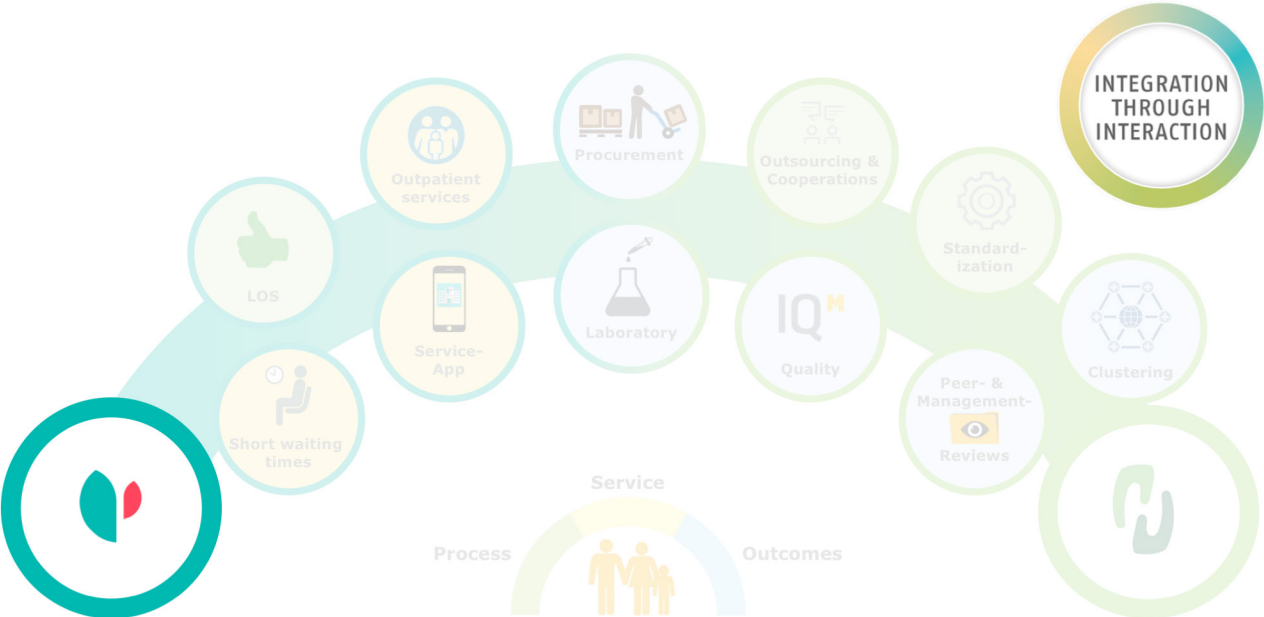 INTEGRATION
THROUGH
INTERACTION
Procurement
Outpatient
services
Outsourcing &
Cooperations
Standard-
ization
LOS
Laboratory
Service-
App
IQM
Quality
Clustering
Peer- &
Management-
Reviews
Short waiting
times
Service
Process
Outcomes